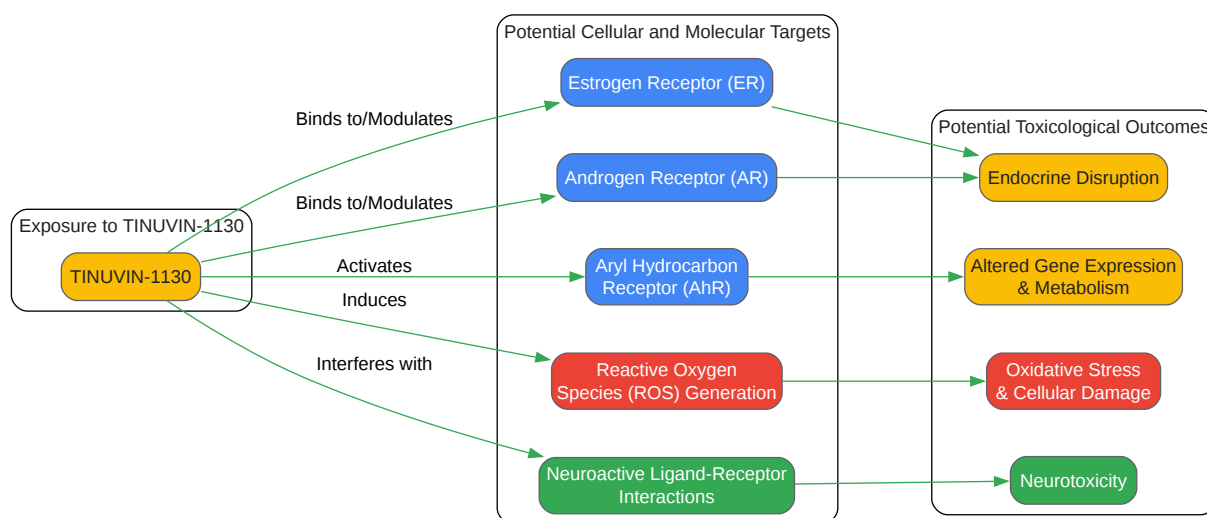 Potential Cellular and Molecular Targets
Estrogen Receptor (ER)
Binds to/Modulates
Potential Toxicological Outcomes
Androgen Receptor (AR)
Endocrine Disruption
Binds to/Modulates
Exposure to TINUVIN-1130
TINUVIN-1130
Activates
Aryl Hydrocarbon
Receptor (AhR)
Altered Gene Expression
& Metabolism
Induces
Interferes with
Reactive Oxygen
Species (ROS) Generation
Oxidative Stress
& Cellular Damage
Neuroactive Ligand-Receptor
Interactions
Neurotoxicity